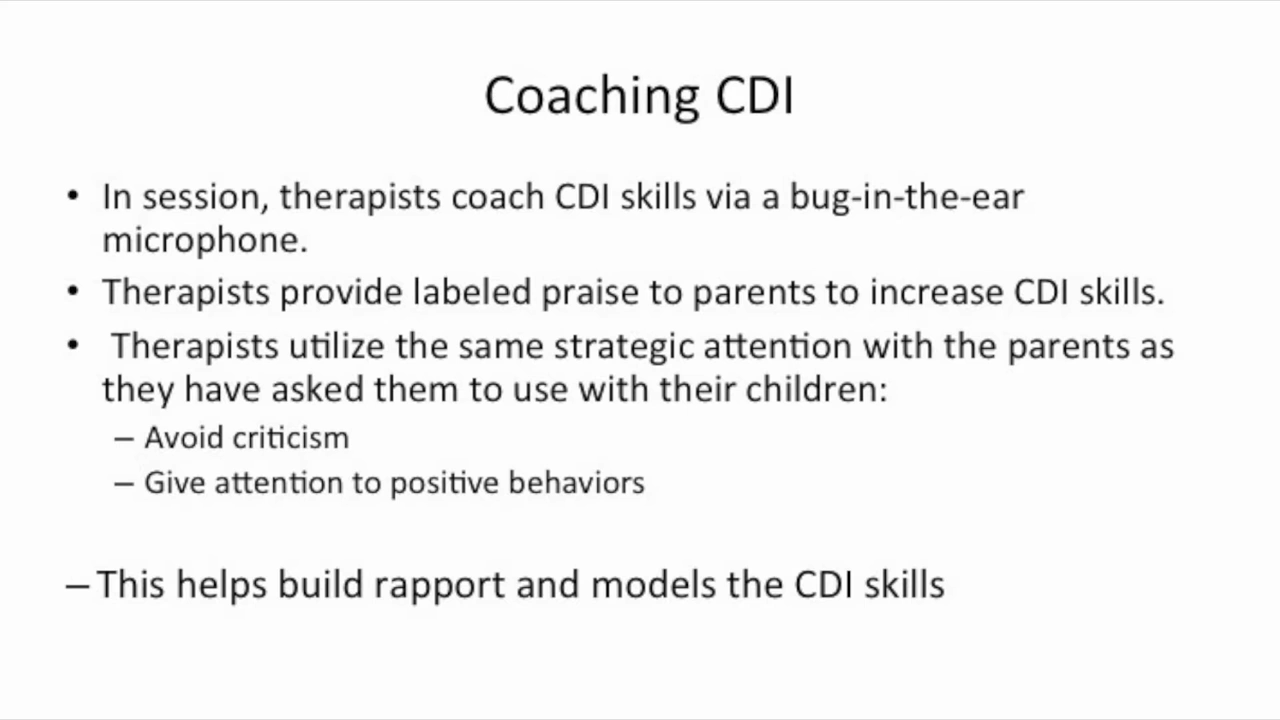 Coaching CDI
• In session, therapists coach CDI skills via a bug-in-the-ear
microphone.
• Therapists provide labeled praise to parents to increase CDI skills.
• Therapists utilize the same strategic attention with the parents as
they have asked them to use with their children:
– Avoid criticism
– Give attention to positive behaviors
– This helps build rapport and models the CDI skills